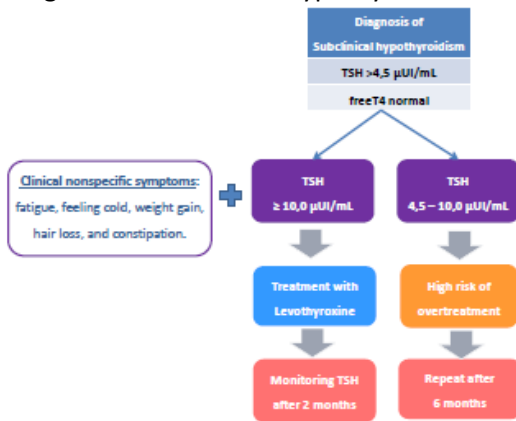 Diagnosis of
Subclinical hypothyroidism
TSH >4,5 µUI/mL
freeT4 normal
Clinical nonspecific symptoms:
fatigue, feeling cold, weight gain,
hair loss, and constipation.
TSH
≥ 10,0 µUI/mL
TSH
4,5 – 10,0 µUI/mL
Treatment with
Levothyroxine
High risk of
overtreatment
Monitoring TSH
after 2 months
Repeat after
6 months